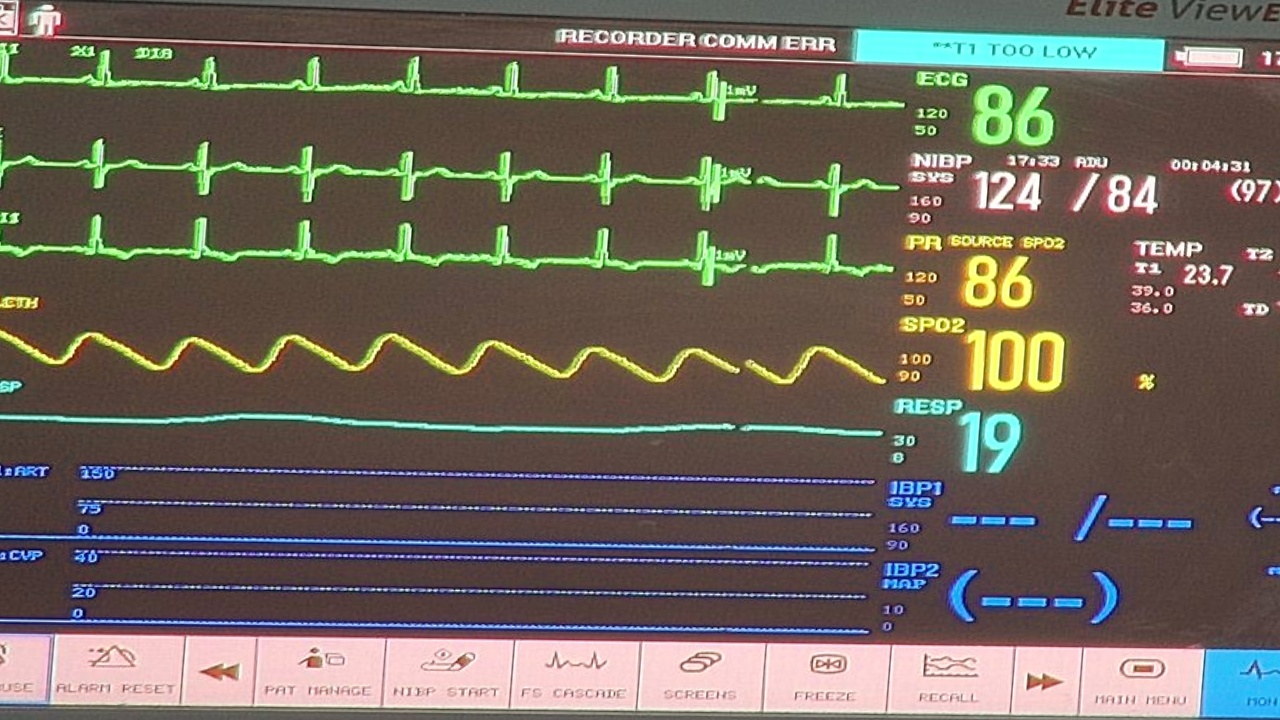 Elite View
RECORDER COMM ERR
**T1 TOO LOW
II X1 DIA
1mV
ECG
120
50
86
NIBP 17:33 ADU 00:04:31
SYS
160
90
124 / 84 (97)
1mV
PR SOURCE SPO2
120
50
86
TEMP T2
T1 23.7
39.0
36.0 TD
1mV
SPO2
100
90
100
%
RESP
30
8
19
ART
150
75
0
IBP1
SYS
160
90
--- /---
CVP
40
20
0
IBP2
MAP
10
0
(---)
ALARM RESET
PAT MANAGE
NIBP START
FS CASCADE
SCREENS
FREEZE
RECALL
MAIN MENU